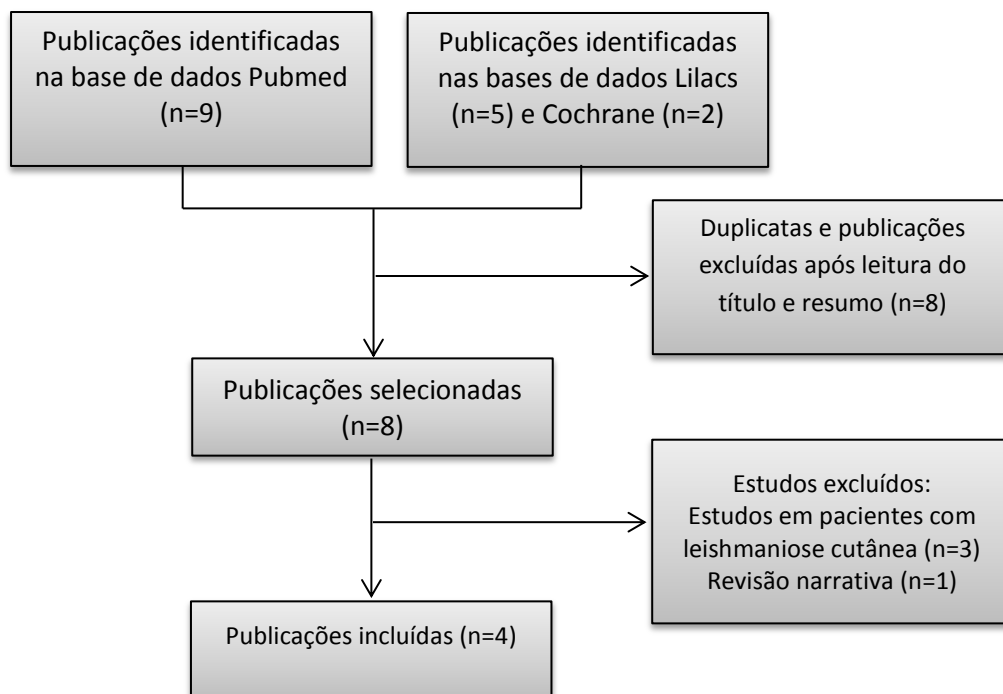 Publicações identificadas
na base de dados Pubmed
(n=9)
Publicações identificadas
nas bases de dados Lilacs
(n=5) e Cochrane (n=2)
Duplicatas e publicações
excluídas após leitura do
título e resumo (n=8)
Publicações selecionadas
(n=8)
Estudos excluídos:
Estudos em pacientes com
leishmaniose cutânea (n=3)
Revisão narrativa (n=1)
Publicações incluídas (n=4)